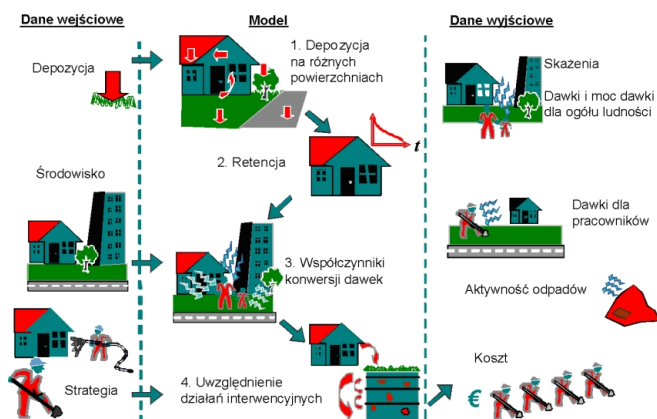 Dane wejściowe
Model
Dane wyjściowe
Depozycja
1. Depozycja
na różnych
powierzchniach
Skażenia
Dawki i moc dawki
dla ogółu ludności
t
2. Retencja
Środowisko
Dawki dla
pracowników
3. Współczynniki
konwersji dawek
Aktywność odpadów
Strategia
4. Uwzględnienie
działań interwencyjnych
Koszt
€